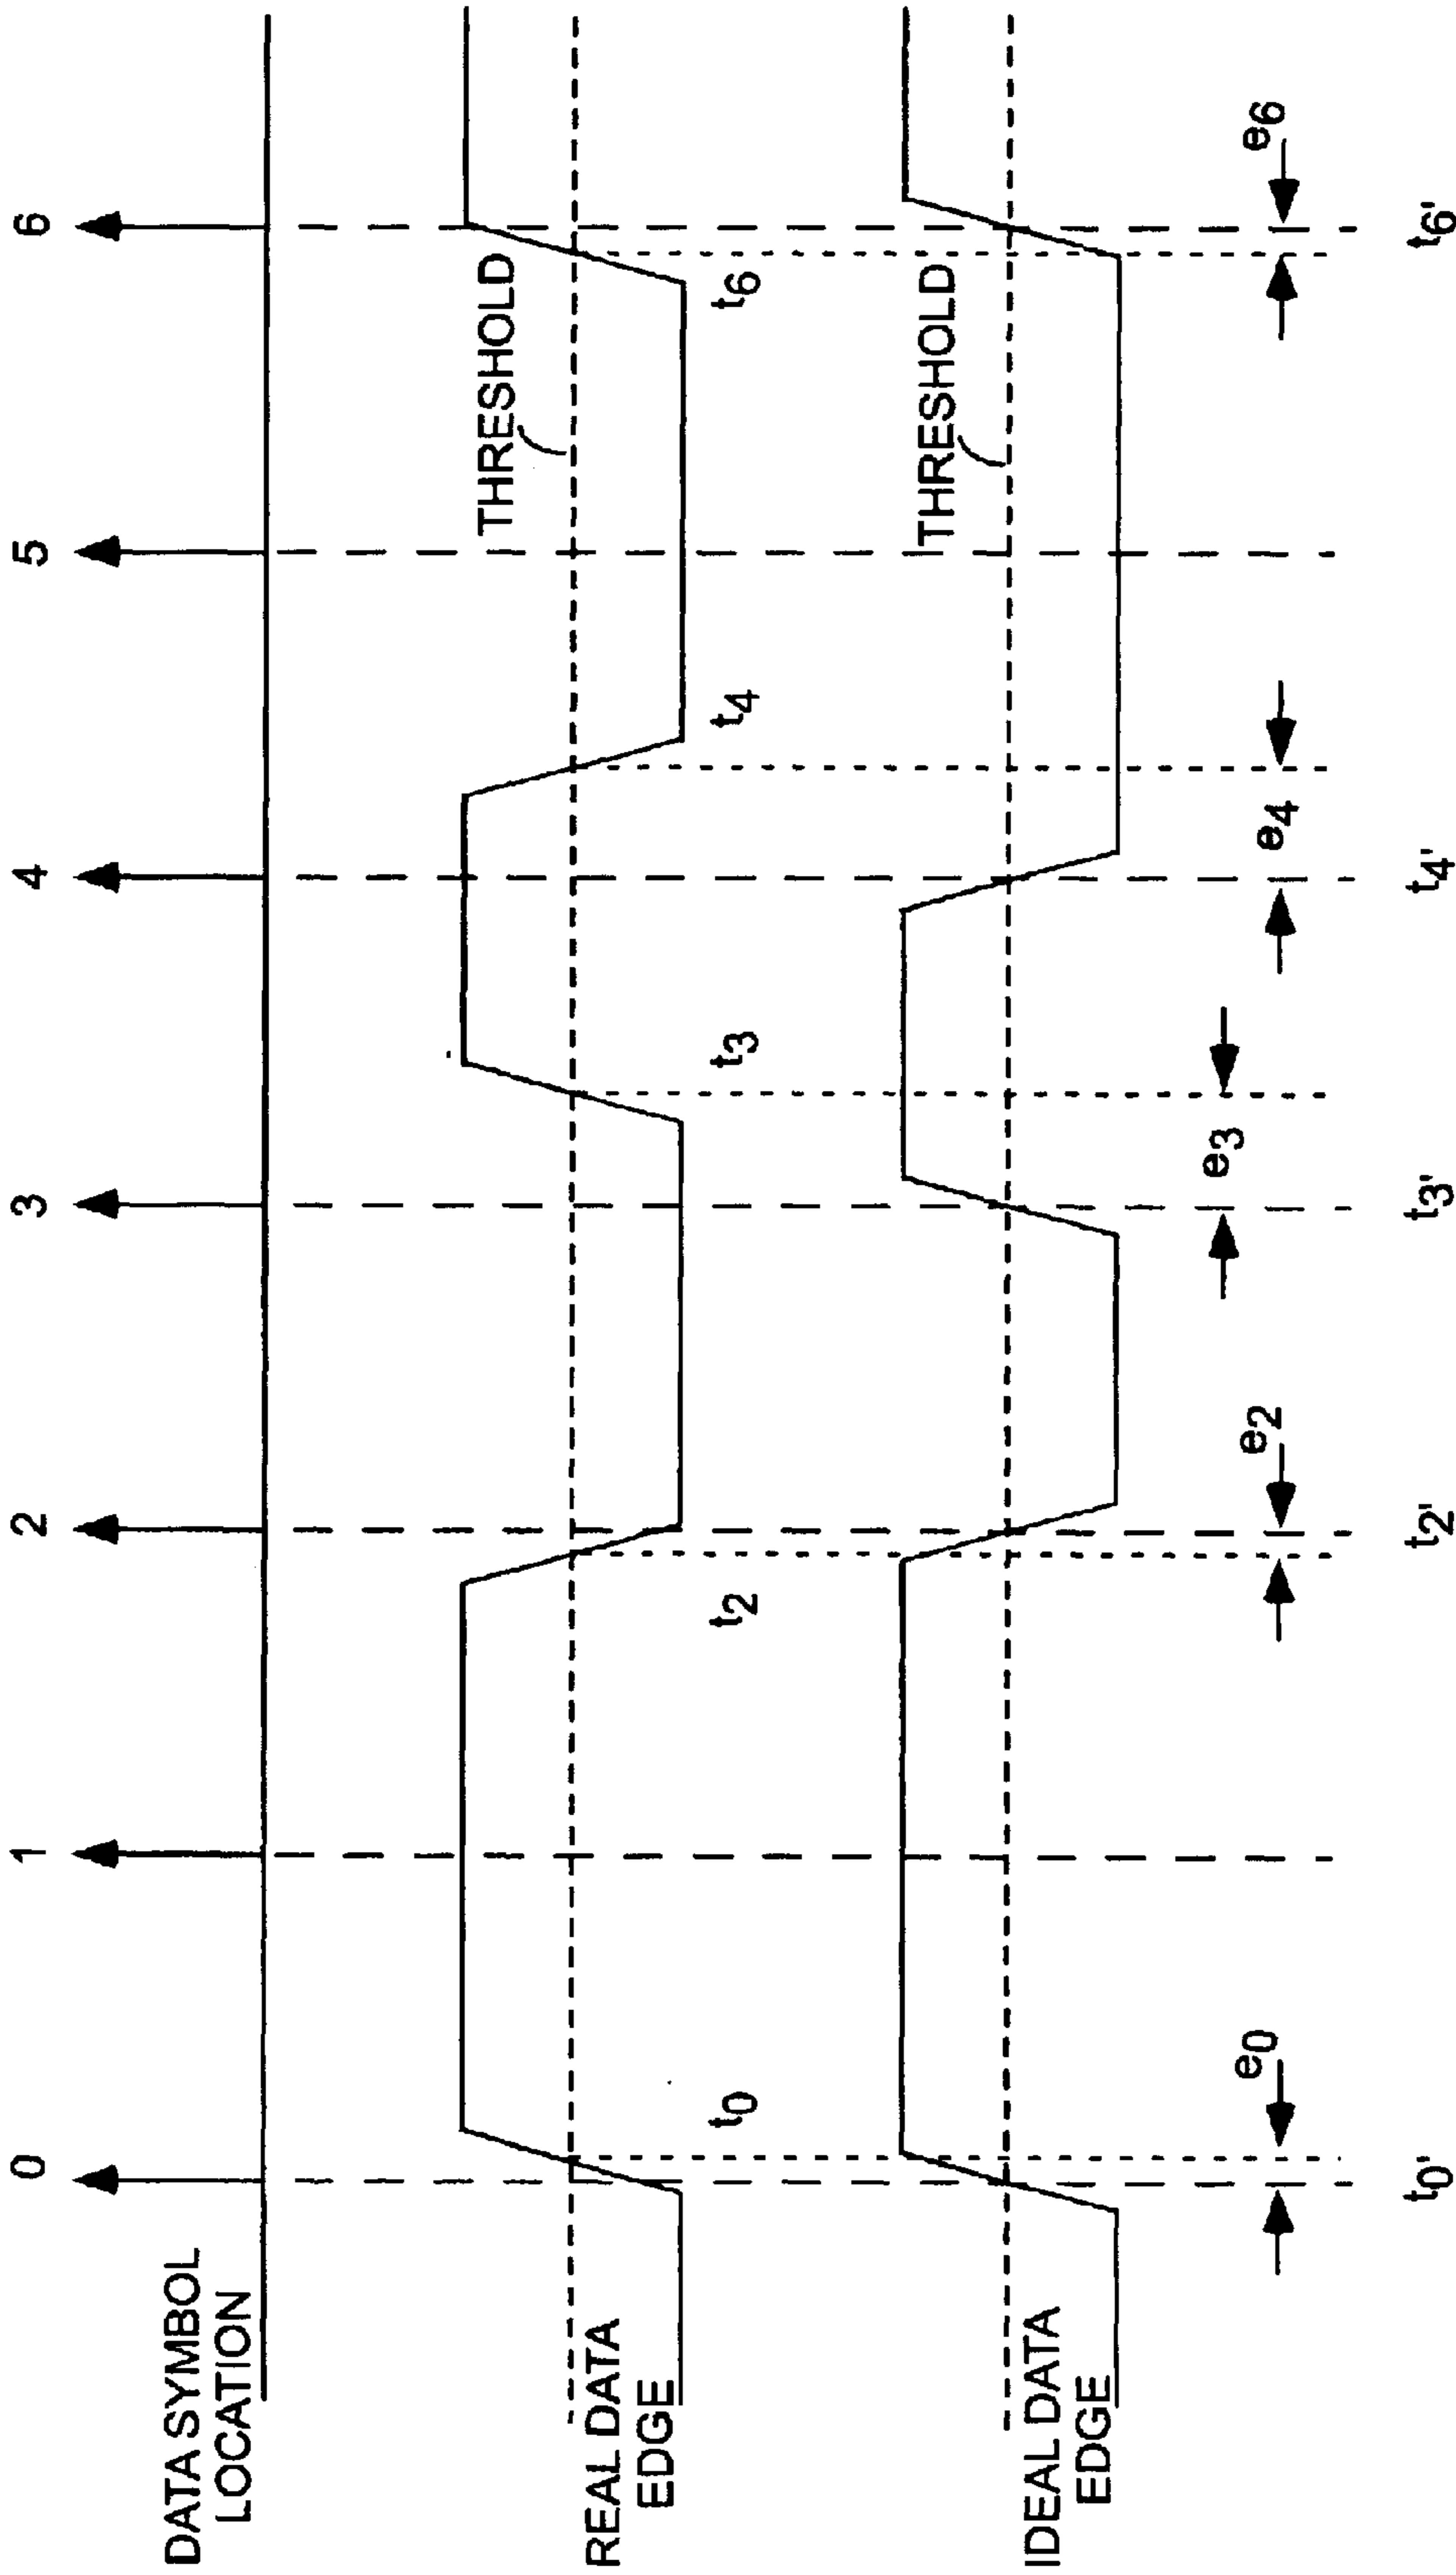 0 1 2 3 4 5 6
DATA SYMBOL
LOCATION
THRESHOLD
REAL DATA
EDGE
t0 t2 t3 t4 t6
THRESHOLD
IDEAL DATA
EDGE
e0 e2 e3 e4 e6
t0' t2' t3' t4' t6'